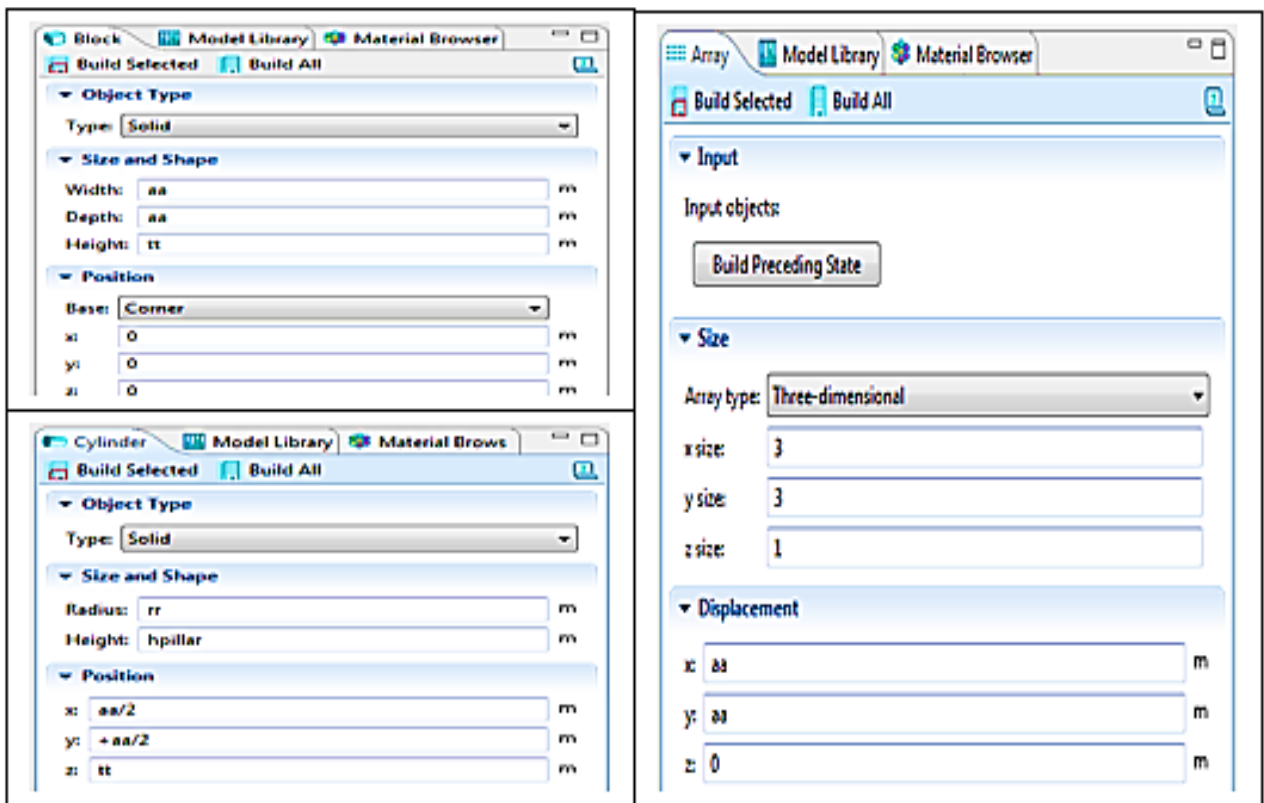 Block Model Library Material Browser
Build Selected Build All
Object Type
Type: Solid
Size and Shape
Width: aa m
Depth: aa m
Height: tt m
Position
Base: Corner
x: 0 m
y: 0 m
z: 0 m
Cylinder Model Library Material Brows
Build Selected Build All
Object Type
Type: Solid
Size and Shape
Radius: rr m
Height: hpillar m
Position
x: aa/2 m
y: +aa/2 m
z: tt m
Array Model Library Material Browser
Build Selected Build All
Input
Input objects:
Build Preceding State
Size
Array type: Three-dimensional
x size: 3
y size: 3
z size: 1
Displacement
x: aa m
y: aa m
z: 0 m